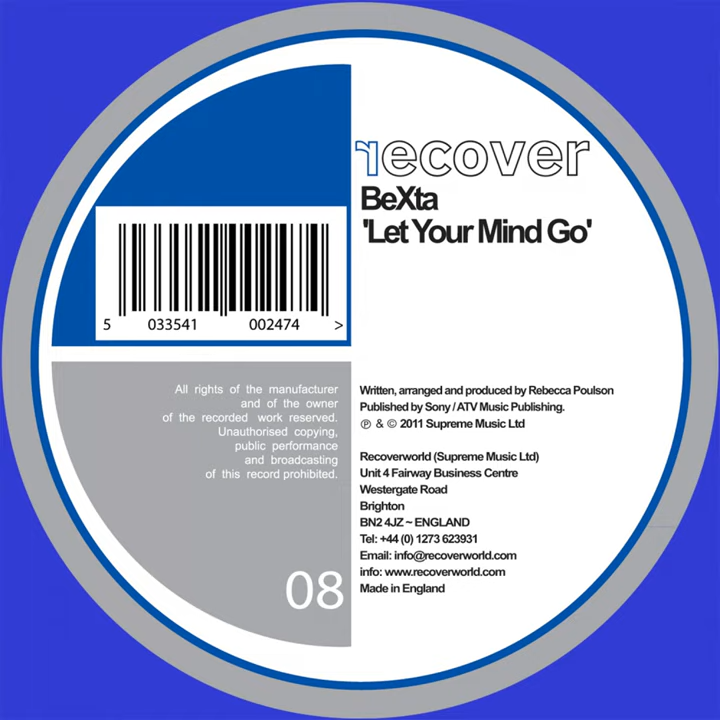 recover
BeXta
'Let Your Mind Go'
5 033541 002474 >
All rights of the manufacturer
and of the owner
of the recorded work reserved.
Unauthorised copying,
public performance
and broadcasting
of this record prohibited.
08
Written, arranged and produced by Rebecca Poulson
Published by Sony / ATV Music Publishing.
℗ & © 2011 Supreme Music Ltd
Recoverworld (Supreme Music Ltd)
Unit 4 Fairway Business Centre
Westergate Road
Brighton
BN2 4JZ ~ ENGLAND
Tel: +44 (0) 1273 623931
Email: info@recoverworld.com
info: www.recoverworld.com
Made in England